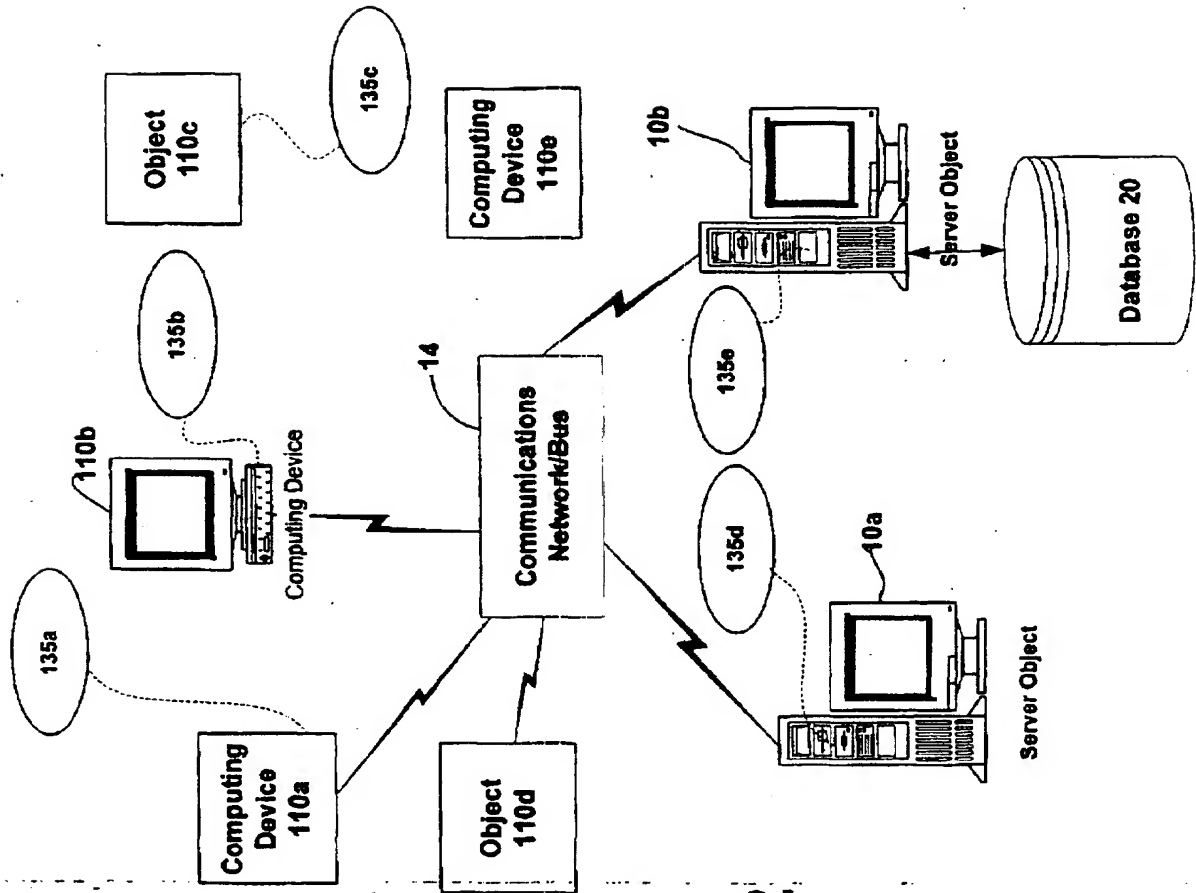 135a
110b
135b
Object
110c
135c
Computing Device
Computing
Device
110a
14
Computing
Device
110e
Object
110d
Communications
Network/Bus
10b
135d
135e
10a
Server Object
Server Object
Database 20